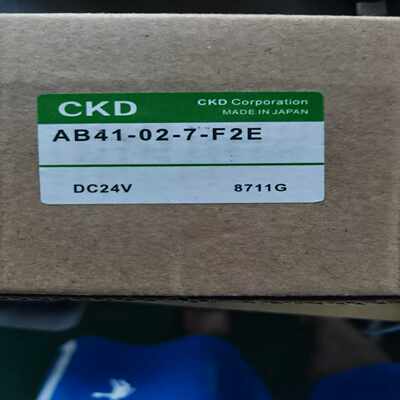 CKD
CKD Corporation
MADE IN JAPAN
AB41-02-7-F2E
DC24V 8711G